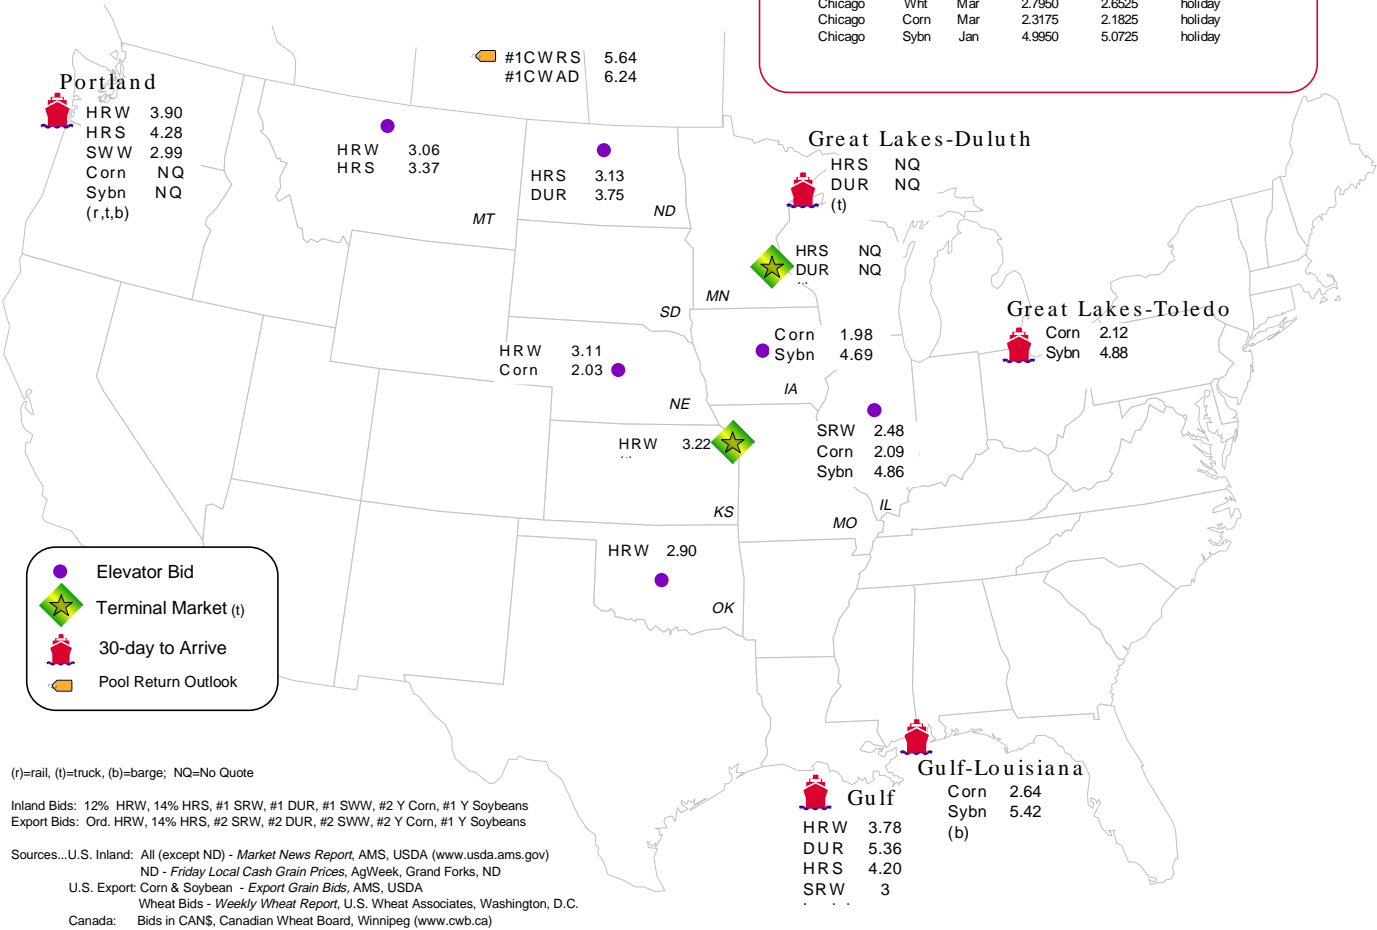 Chicago Wht Mar 2.7950 2.6525 holiday
Chicago Corn Mar 2.3175 2.1825 holiday
Chicago Sybn Jan 4.9950 5.0725 holiday
#1CWRS 5.64
#1CWAD 6.24
Portland
HRW 3.90
HRS 4.28
SWW 2.99
Corn NQ
Sybn NQ
(r,t,b)
HRW 3.06
HRS 3.37
MT
HRS 3.13
DUR 3.75
ND
Great Lakes-Duluth
HRS NQ
DUR NQ
(t)
HRS NQ
DUR NQ
MN
SD
Great Lakes-Toledo
Corn 2.12
Sybn 4.88
HRW 3.11
Corn 2.03
NE
Corn 1.98
Sybn 4.69
IA
HRW 3.22
KS
SRW 2.48
Corn 2.09
Sybn 4.86
IL
MO
HRW 2.90
OK
Elevator Bid
Terminal Market (t)
30-day to Arrive
Pool Return Outlook
Gulf-Louisiana
Corn 2.64
Sybn 5.42
(b)
Gulf
HRW 3.78
DUR 5.36
HRS 4.20
SRW 3
(r)=rail, (t)=truck, (b)=barge; NQ=No Quote
Inland Bids: 12% HRW, 14% HRS, #1 SRW, #1 DUR, #1 SWW, #2 Y Corn, #1 Y Soybeans
Export Bids: Ord. HRW, 14% HRS, #2 SRW, #2 DUR, #2 SWW, #2 Y Corn, #1 Y Soybeans
Sources...U.S. Inland: All (except ND) - Market News Report, AMS, USDA (www.usda.ams.gov)
ND - Friday Local Cash Grain Prices, AgWeek, Grand Forks, ND
U.S. Export: Corn & Soybean - Export Grain Bids, AMS, USDA
Wheat Bids - Weekly Wheat Report, U.S. Wheat Associates, Washington, D.C.
Canada: Bids in CAN$, Canadian Wheat Board, Winnipeg (www.cwb.ca)